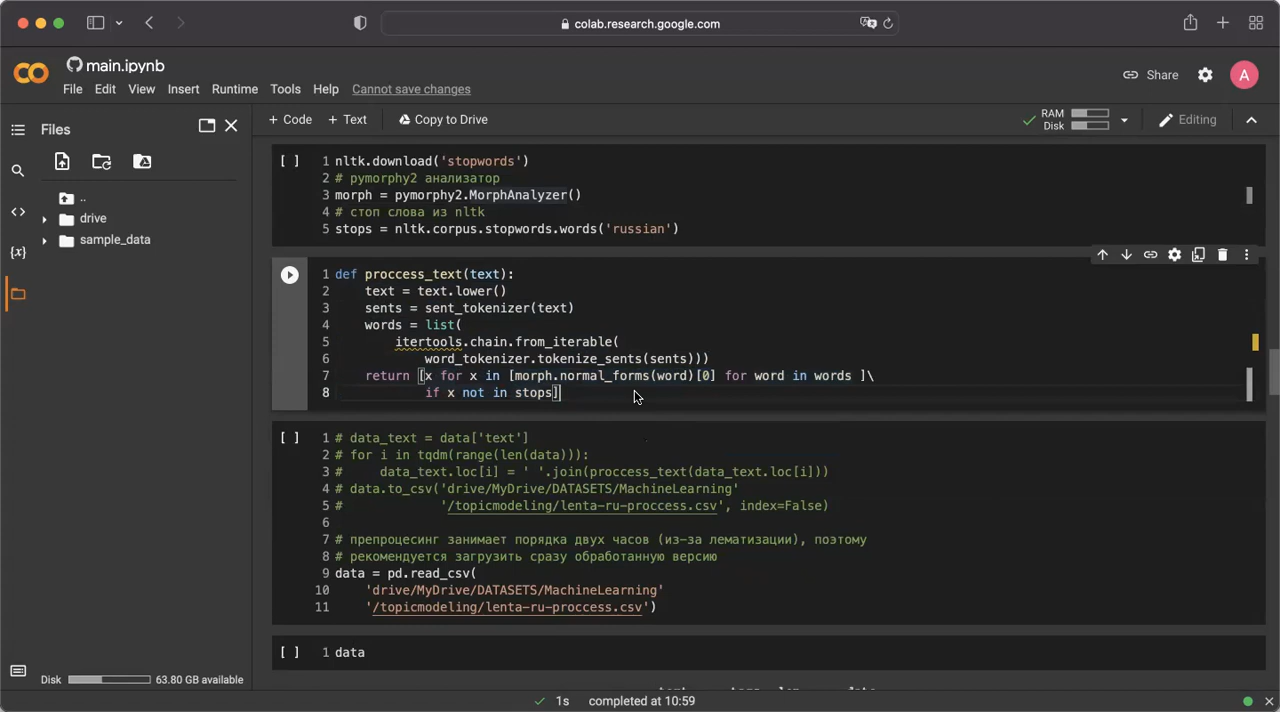 colab.research.google.com
main.ipynb
File Edit View Insert Runtime Tools Help Cannot save changes
Share
A
Files
+ Code + Text Copy to Drive
RAM
Disk
Editing
..
drive
sample_data
[ ] 1 nltk.download('stopwords')
2 # pymorphy2 анализатор
3 morph = pymorphy2.MorphAnalyzer()
4 # стоп слова из nltk
5 stops = nltk.corpus.stopwords.words('russian')
1 def proccess_text(text):
2 text = text.lower()
3 sents = sent_tokenizer(text)
4 words = list(
5 itertools.chain.from_iterable(
6 word_tokenizer.tokenize_sents(sents)))
7 return [x for x in [morph.normal_forms(word)[0] for word in words ]\
8 if x not in stops]
[ ] 1 # data_text = data['text']
2 # for i in tqdm(range(len(data))):
3 # data_text.loc[i] = ' '.join(proccess_text(data_text.loc[i]))
4 # data.to_csv('drive/MyDrive/DATASETS/MachineLearning'
5 # '/topicmodeling/lenta-ru-proccess.csv', index=False)
6
7 # препроцесинг занимает порядка двух часов (из-за лематизации), поэтому
8 # рекомендуется загрузить сразу обработанную версию
9 data = pd.read_csv(
10 'drive/MyDrive/DATASETS/MachineLearning'
11 '/topicmodeling/lenta-ru-proccess.csv')
[ ] 1 data
Disk 63.80 GB available
1s completed at 10:59